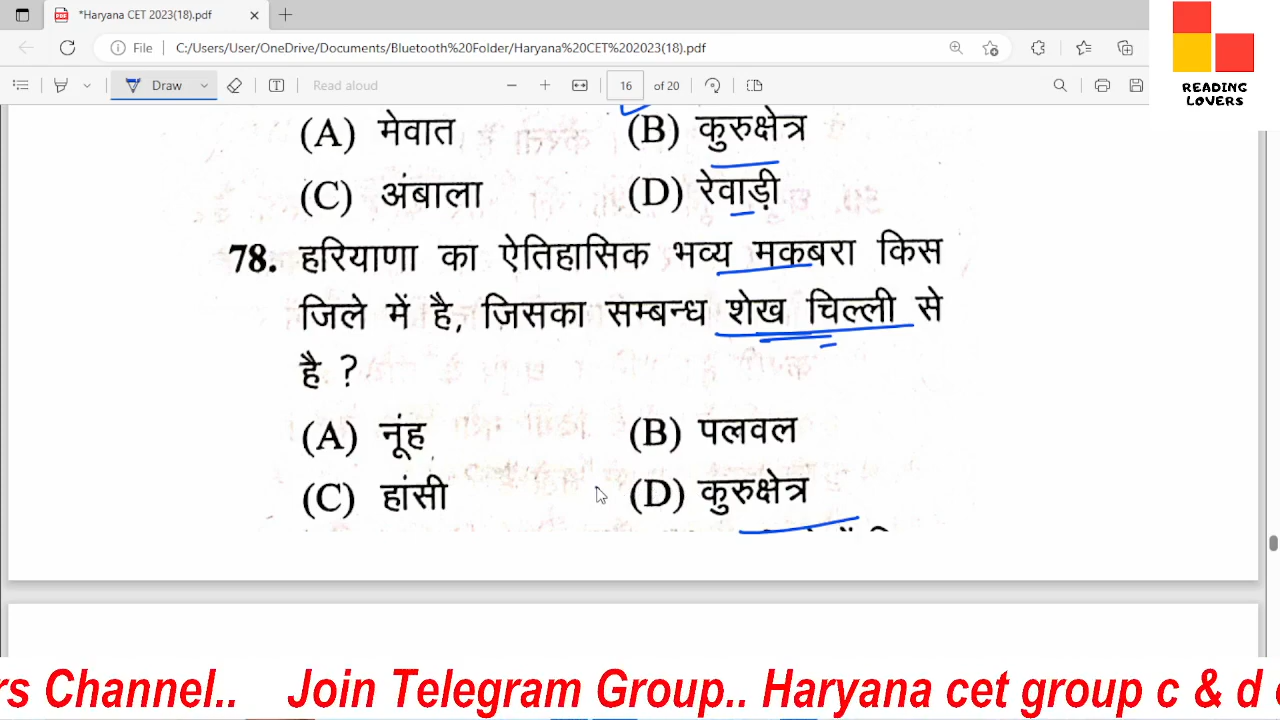 *Haryana CET 2023(18).pdf
File C:/Users/User/OneDrive/Documents/Bluetooth%20Folder/Haryana%20CET%202023(18).pdf
READING
LOVERS
Draw Read aloud 16 of 20
(A) मेवात (B) कुरुक्षेत्र
(C) अंबाला (D) रेवाड़ी
78. हरियाणा का ऐतिहासिक भव्य मकबरा किस
जिले में है, जिसका सम्बन्ध शेख चिल्ली से
है ?
(A) नूंह (B) पलवल
(C) हांसी (D) कुरुक्षेत्र
rs Channel.. Join Telegram Group.. Haryana cet group c & d